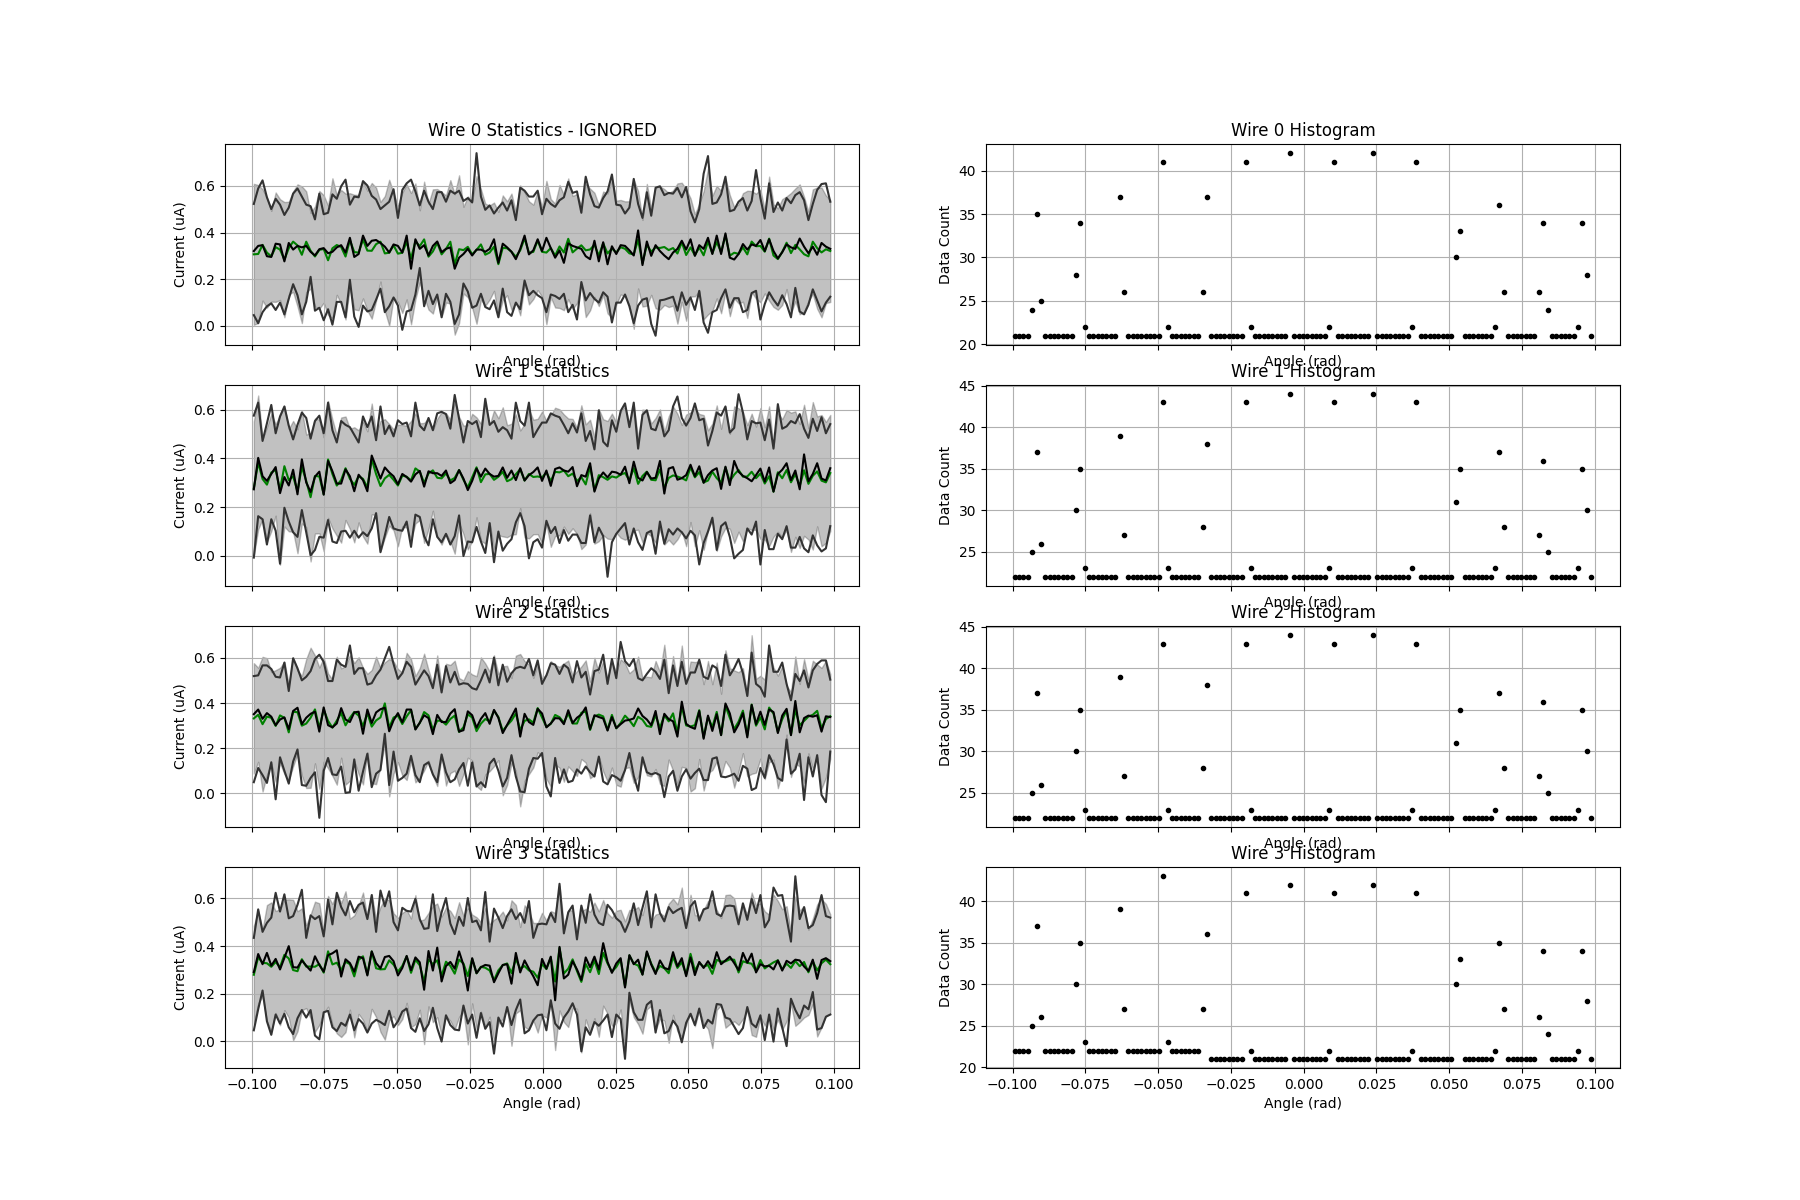 Wire 0 Statistics - IGNORED
Current (uA)
0.6
0.4
0.2
0.0
Angle (rad)
Wire 0 Histogram
Data Count
40
35
30
25
20
Angle (rad)
Wire 1 Statistics
Current (uA)
0.6
0.4
0.2
0.0
Angle (rad)
Wire 1 Histogram
Data Count
45
40
35
30
25
Angle (rad)
Wire 2 Statistics
Current (uA)
0.6
0.4
0.2
0.0
Angle (rad)
Wire 2 Histogram
Data Count
45
40
35
30
25
Angle (rad)
Wire 3 Statistics
Current (uA)
0.6
0.4
0.2
0.0
−0.100 −0.075 −0.050 −0.025 0.000 0.025 0.050 0.075 0.100
Angle (rad)
Wire 3 Histogram
Data Count
40
35
30
25
20
−0.100 −0.075 −0.050 −0.025 0.000 0.025 0.050 0.075 0.100
Angle (rad)